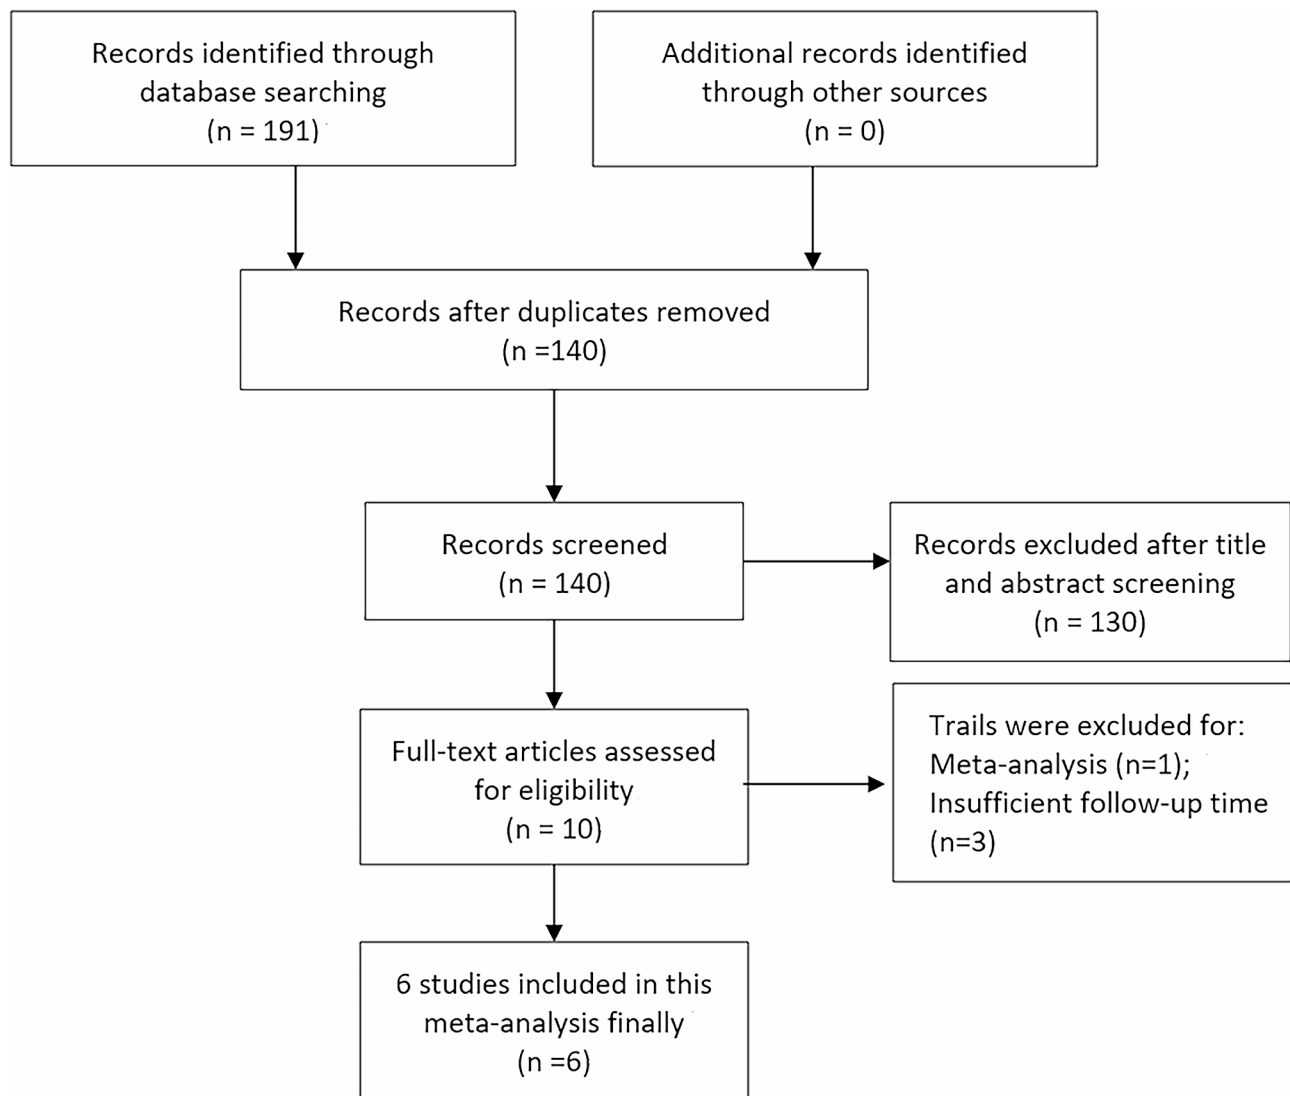 Records identified through
database searching
(n = 191)
Additional records identified
through other sources
(n = 0)
Records after duplicates removed
(n =140)
Records screened
(n = 140)
Records excluded after title
and abstract screening
(n = 130)
Full-text articles assessed
for eligibility
(n = 10)
Trails were excluded for:
Meta-analysis (n=1);
Insufficient follow-up time
(n=3)
6 studies included in this
meta-analysis finally
(n =6)